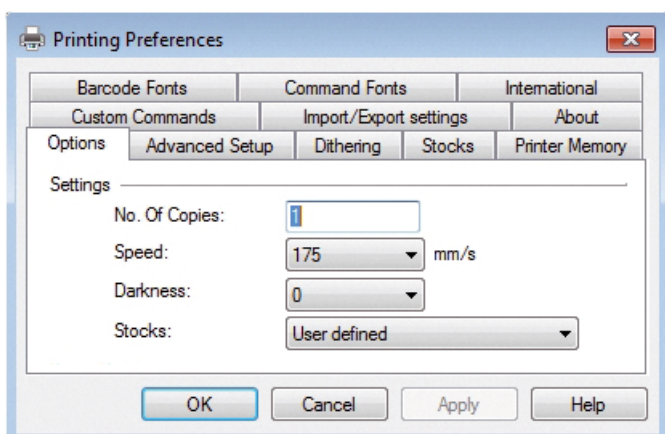 Printing Preferences
Barcode Fonts Command Fonts International
Custom Commands Import/Export settings About
Options Advanced Setup Dithering Stocks Printer Memory
Settings
No. Of Copies: 1
Speed: 175 mm/s
Darkness: 0
Stocks: User defined
OK Cancel Apply Help